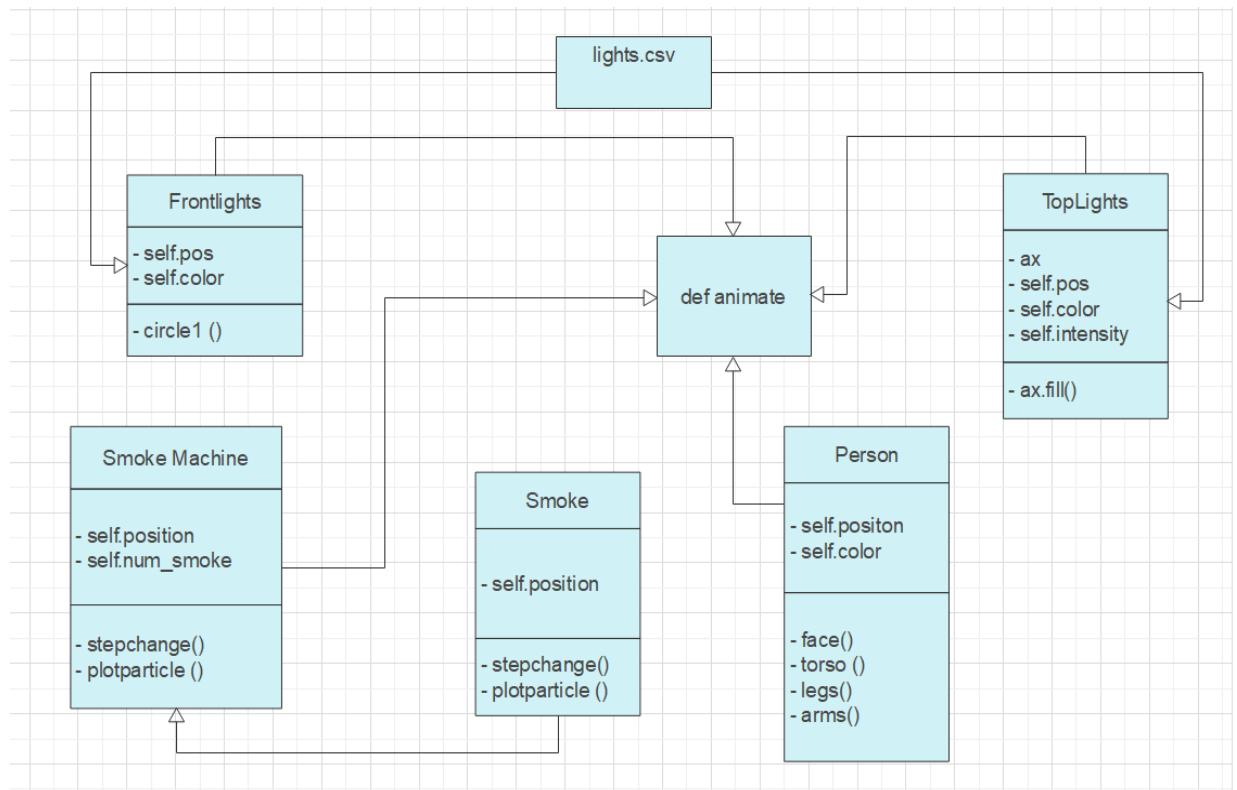 lights.csv
Frontlights
- self.pos
- self.color
- circle1 ()
def animate
TopLights
- ax
- self.pos
- self.color
- self.intensity
- ax.fill()
Smoke Machine
- self.position
- self.num_smoke
- stepchange()
- plotparticle ()
Smoke
- self.position
- stepchange()
- plotparticle ()
Person
- self.positon
- self.color
- face()
- torso ()
- legs()
- arms()